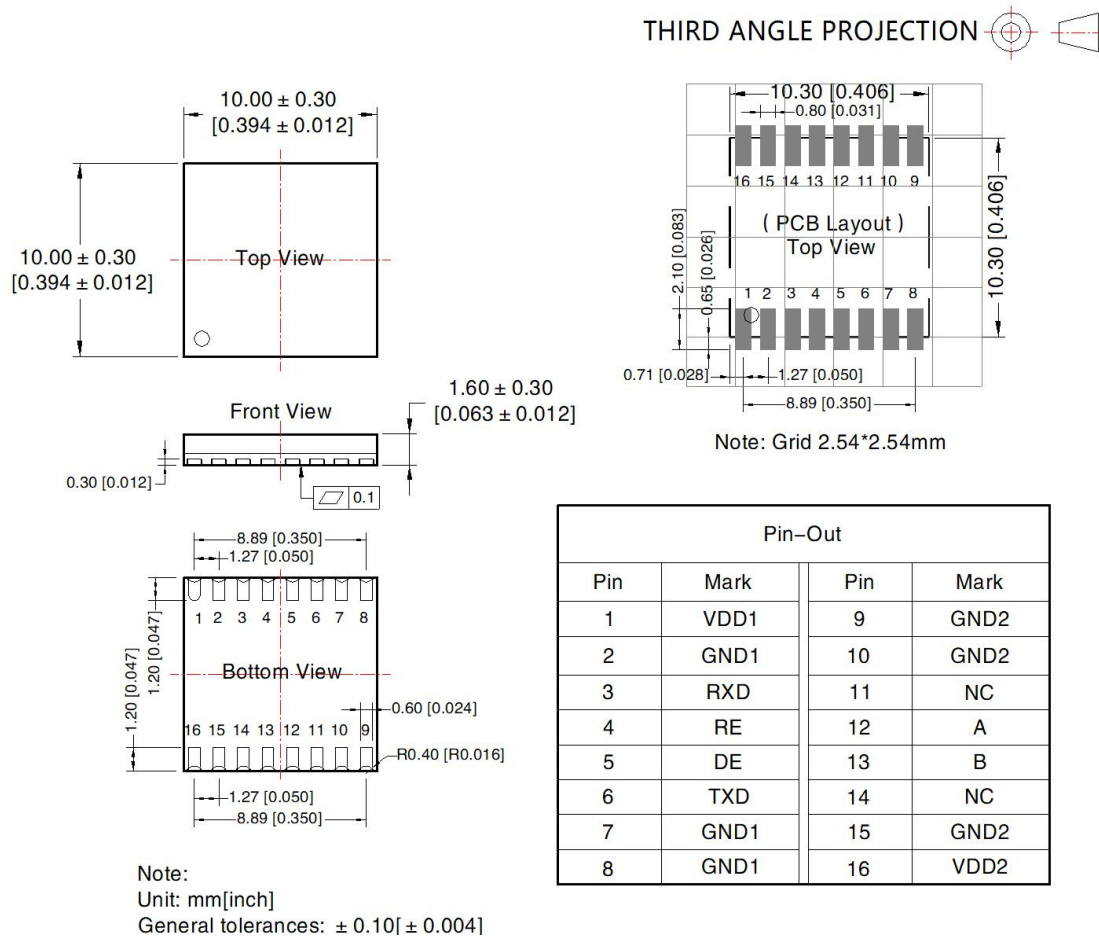 THIRD ANGLE PROJECTION
10.00 ± 0.30
[0.394 ± 0.012]
10.00 ± 0.30
[0.394 ± 0.012]
Top View
Front View
1.60 ± 0.30
[0.063 ± 0.012]
0.30 [0.012]
0.1
8.89 [0.350]
1.27 [0.050]
1 2 3 4 5 6 7 8
1.20 [0.047]
1.20 [0.047]
Bottom View
0.60 [0.024]
16 15 14 13 12 11 10 9
R0.40 [R0.016]
1.27 [0.050]
8.89 [0.350]
Note:
Unit: mm[inch]
General tolerances: ± 0.10[ ± 0.004]
10.30 [0.406]
0.80 [0.031]
16 15 14 13 12 11 10 9
( PCB Layout )
Top View
10.30 [0.406]
2.10 [0.083]
0.65 [0.026]
1 2 3 4 5 6 7 8
0.71 [0.028]
1.27 [0.050]
8.89 [0.350]
Note: Grid 2.54*2.54mm
Pin-Out
Pin Mark Pin Mark
1 VDD1 9 GND2
2 GND1 10 GND2
3 RXD 11 NC
4 RE 12 A
5 DE 13 B
6 TXD 14 NC
7 GND1 15 GND2
8 GND1 16 VDD2